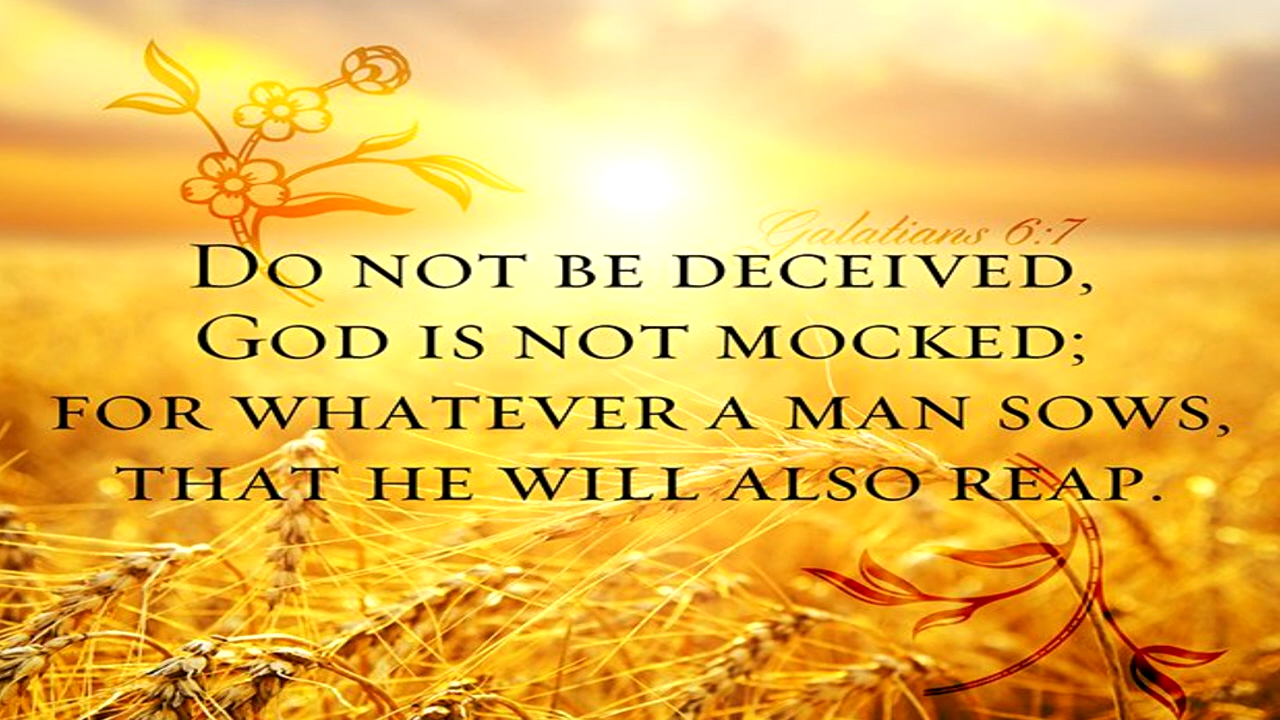 Galatians 6:7
DO NOT BE DECEIVED,
GOD IS NOT MOCKED;
FOR WHATEVER A MAN SOWS,
THAT HE WILL ALSO REAP.